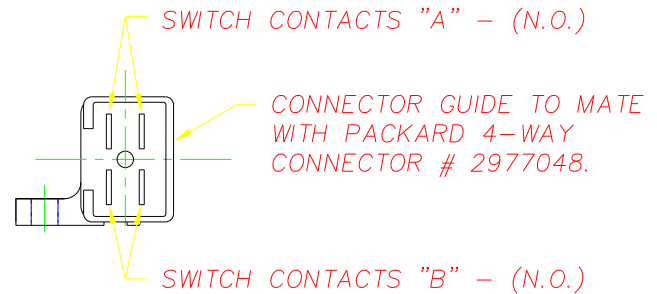 SWITCH CONTACTS "A" - (N.O.)
CONNECTOR GUIDE TO MATE
WITH PACKARD 4-WAY
CONNECTOR # 2977048.
SWITCH CONTACTS "B" - (N.O.)